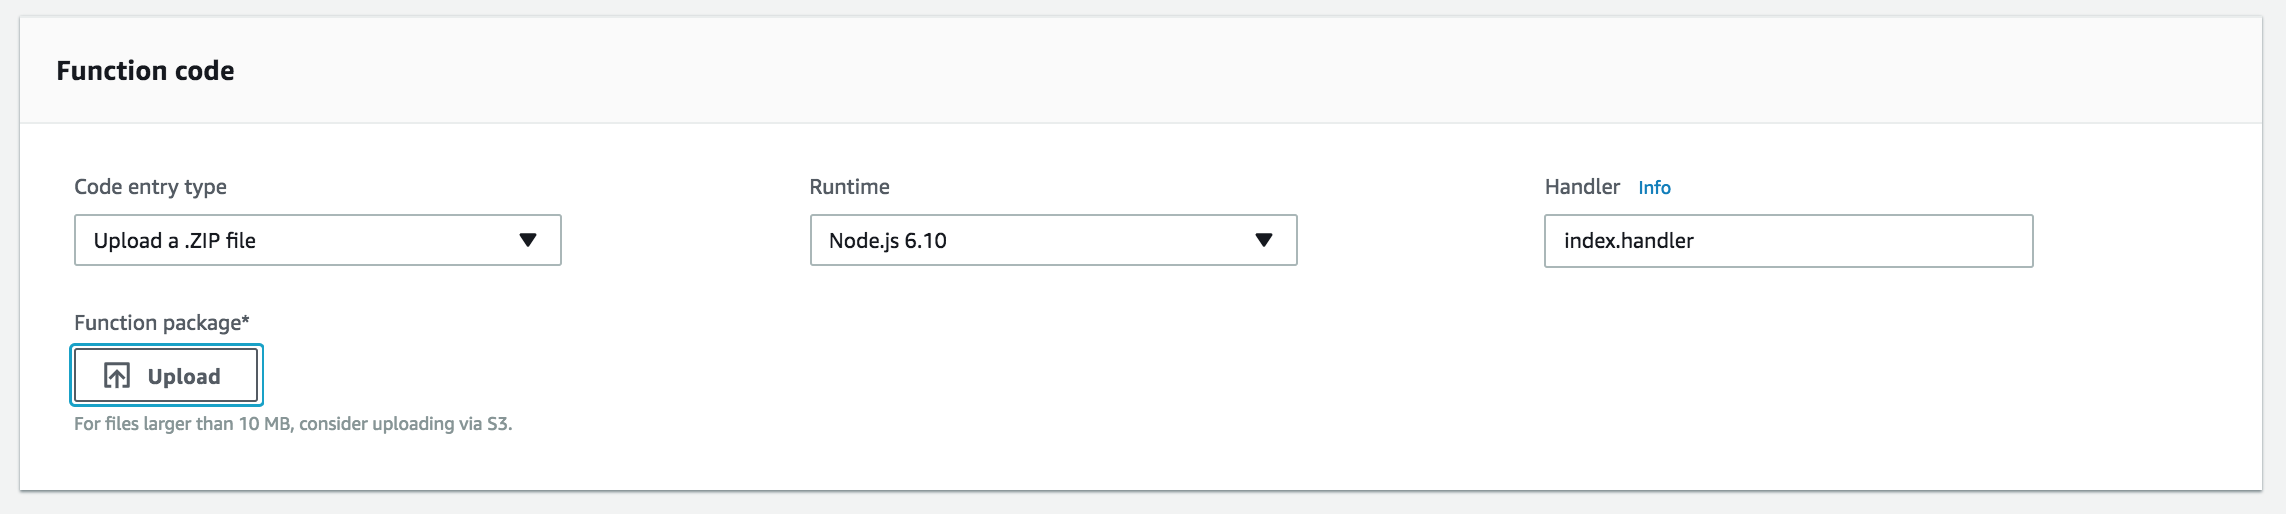 Function code
Code entry type
Runtime
Handler Info
Upload a .ZIP file
Node.js 6.10
index.handler
Function package*
Upload
For files larger than 10 MB, consider uploading via S3.